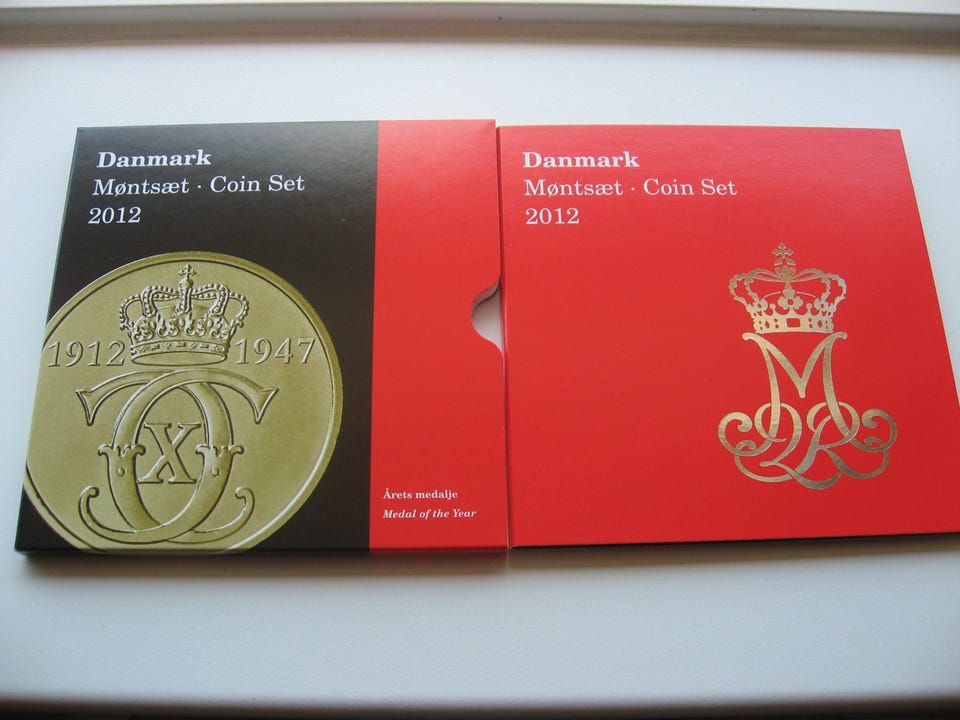 Danmark
Møntsæt · Coin Set
2012
1912 1947
X
Årets medalje
Medal of the Year
Danmark
Møntsæt · Coin Set
2012